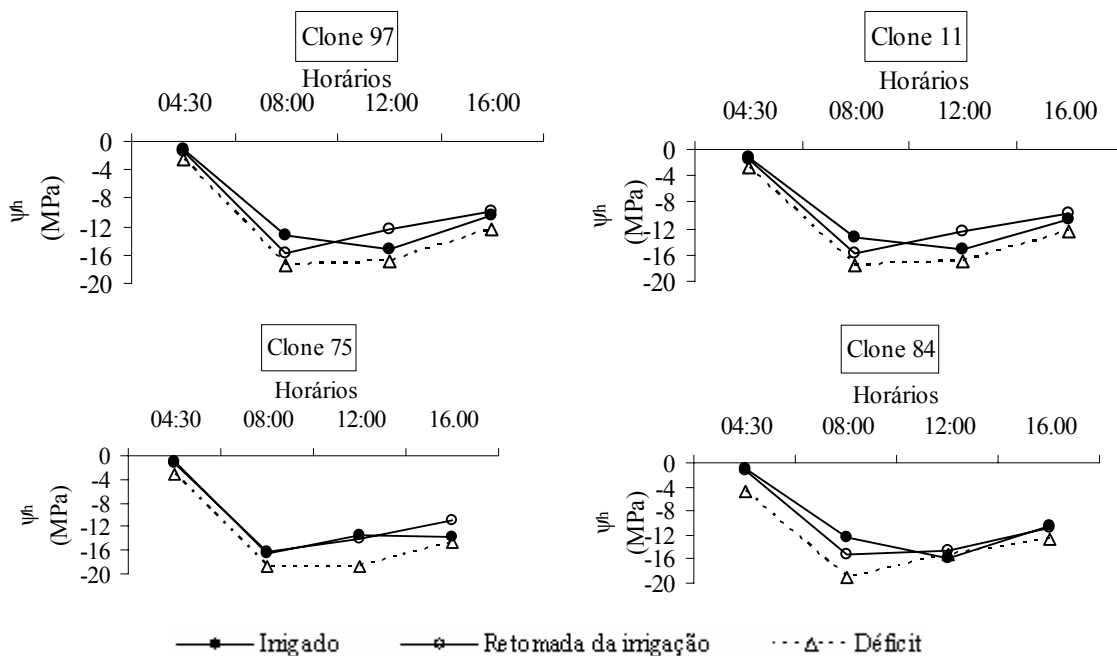 Clone 97
Horários
04:30 08:00 12:00 16:00
0
-4
-8
-12
-16
-20
ψh
(MPa)
Clone 11
Horários
04:30 08:00 12:00 16.00
0
-4
-8
-12
-16
-20
ψh
(MPa)
Clone 75
Horários
04:30 08:00 12:00 16.00
0
-4
-8
-12
-16
-20
ψh
(MPa)
Clone 84
Horários
04:30 08:00 12:00 16.00
0
-4
-8
-12
-16
-20
ψh
(MPa)
Irrigado Retomada da irrigação Déficit